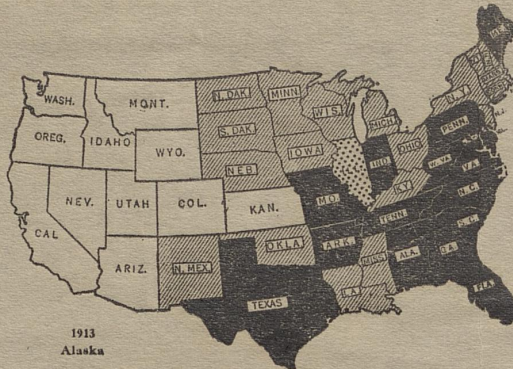 WASH.
MONT.
N. DAK.
MINN
ME.
OREG.
IDAHO
S. DAK.
WIS.
MICH
N.Y.
WYO.
IOWA
PENN.
NEB.
IND.
OHIO
NEV.
UTAH
COL.
KAN.
MO.
KY
W. VA
VA.
CAL
N.C.
TENN.
ARIZ.
N. MEX.
OKLA
ARK.
S.C.
MISS
ALA.
GA.
TEXAS
LA
FLA
1913
Alaska